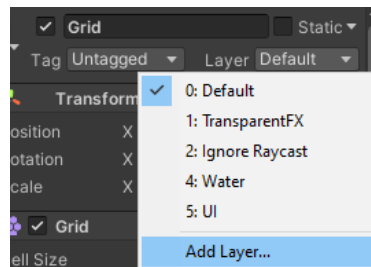 Grid Static
Tag Untagged Layer Default
Transform 0: Default
osition X 1: TransparentFX
otation X 2: Ignore Raycast
cale X 4: Water
Grid 5: UI
ell Size Add Layer...